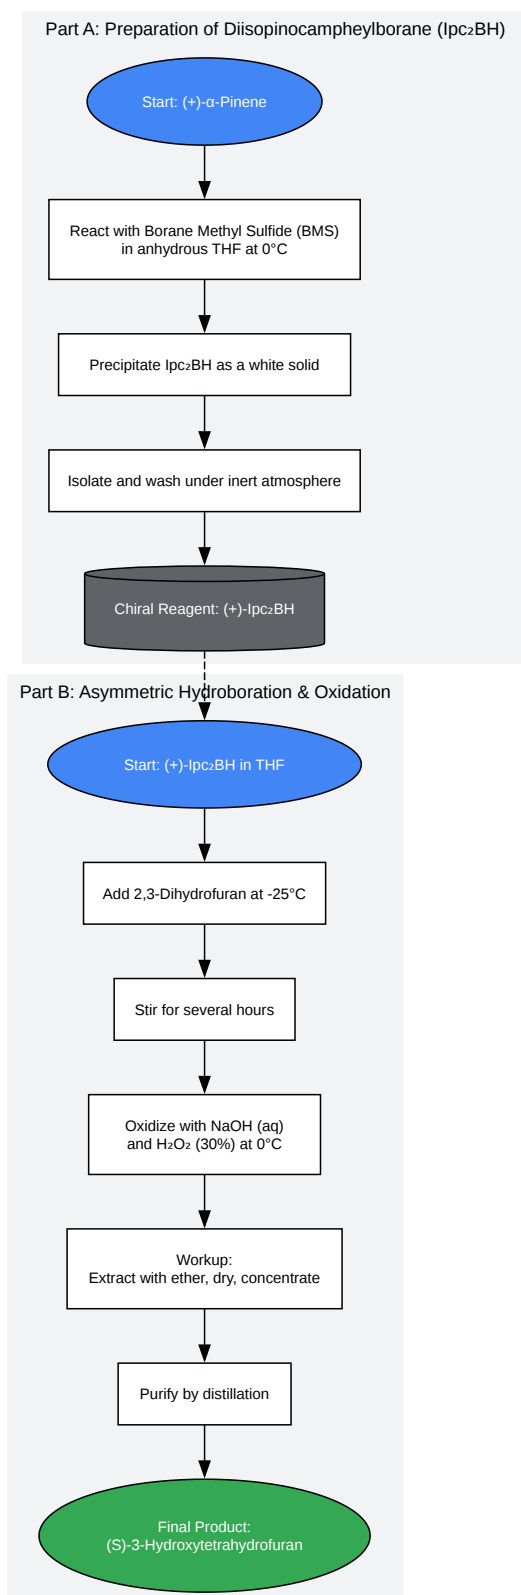 Part A: Preparation of Diisopinocampheylborane (Ipc₂BH)
Start: (+)-α-Pinene
React with Borane Methyl Sulfide (BMS)
in anhydrous THF at 0°C
Precipitate Ipc₂BH as a white solid
Isolate and wash under inert atmosphere
Chiral Reagent: (+)-Ipc₂BH
Part B: Asymmetric Hydroboration & Oxidation
Start: (+)-Ipc₂BH in THF
Add 2,3-Dihydrofuran at -25°C
Stir for several hours
Oxidize with NaOH (aq)
and H₂O₂ (30%) at 0°C
Workup:
Extract with ether, dry, concentrate
Purify by distillation
Final Product:
(S)-3-Hydroxytetrahydrofuran